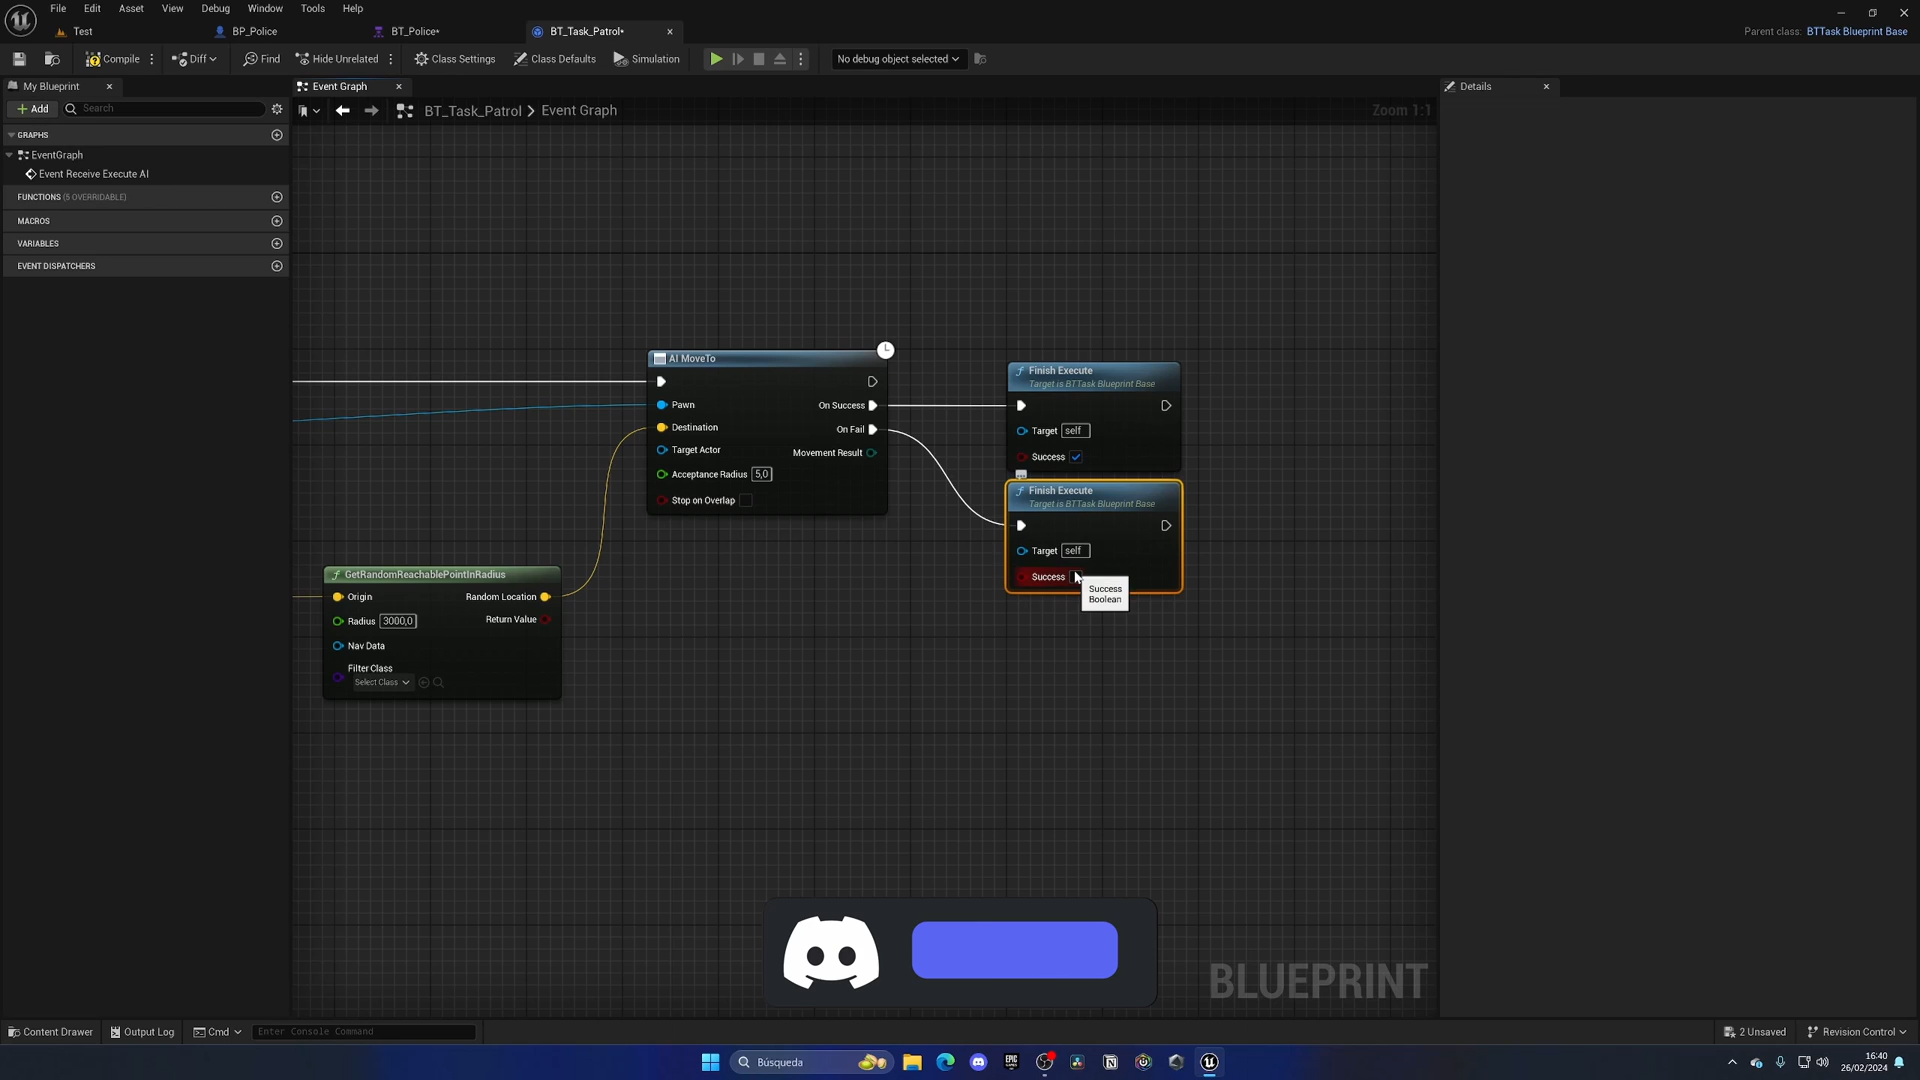 File Edit Asset View Debug Window Tools Help
Test BP_Police BT_Police* BT_Task_Patrol*
Parent class: BTTask Blueprint Base
Compile Diff Find Hide Unrelated Class Settings Class Defaults Simulation No debug object selected
My Blueprint Event Graph Details
Add Search
BT_Task_Patrol > Event Graph Zoom 1:1
GRAPHS
EventGraph
Event Receive Execute AI
FUNCTIONS (5 OVERRIDABLE)
MACROS
VARIABLES
EVENT DISPATCHERS
AI MoveTo
Pawn On Success
Destination On Fail
Target Actor Movement Result
Acceptance Radius 5,0
Stop on Overlap
Finish Execute
Target is BTTask Blueprint Base
Target self
Success
Finish Execute
Target is BTTask Blueprint Base
Target self
Success
Success
Boolean
GetRandomReachablePointInRadius
Origin Random Location
Radius 3000,0 Return Value
Nav Data
Filter Class
Select Class
BLUEPRINT
Content Drawer Output Log Cmd Enter Console Command 2 Unsaved Revision Control
Búsqueda
EPIC GAMES
16:40
26/02/2024